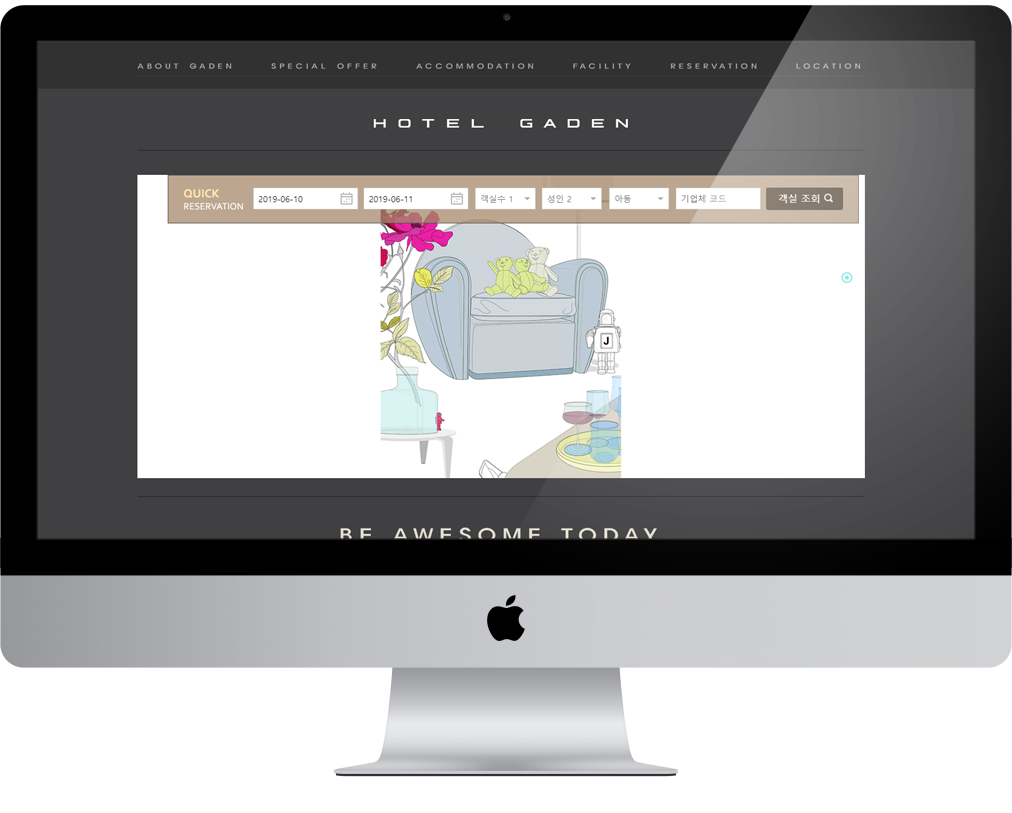 ABOUT GADEN SPECIAL OFFER ACCOMMODATION FACILITY RESERVATION LOCATION
HOTEL GADEN
QUICK
RESERVATION
2019-06-10 2019-06-11 객실수 1 성인 2 아동 기업체 코드 객실 조회
J
BE AWESOME TODAY